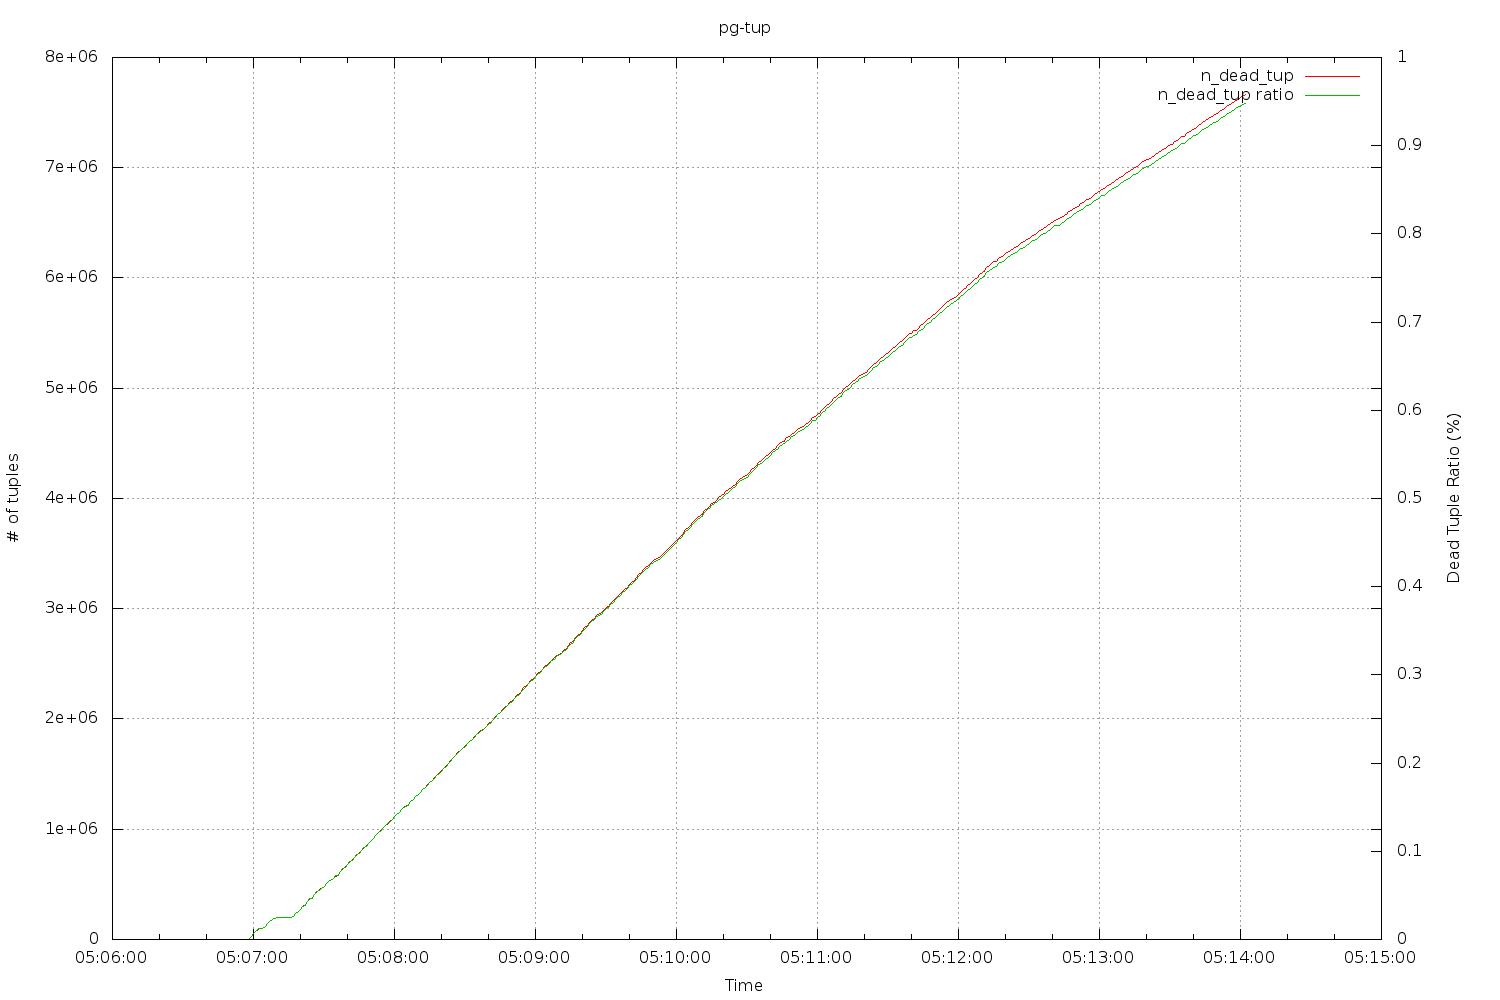 pg-tup
8e+06
7e+06
6e+06
5e+06
4e+06
3e+06
2e+06
1e+06
0
# of tuples
n_dead_tup
n_dead_tup ratio
1
0.9
0.8
0.7
0.6
0.5
0.4
0.3
0.2
0.1
0
Dead Tuple Ratio (%)
05:06:00 05:07:00 05:08:00 05:09:00 05:10:00 05:11:00 05:12:00 05:13:00 05:14:00 05:15:00
Time